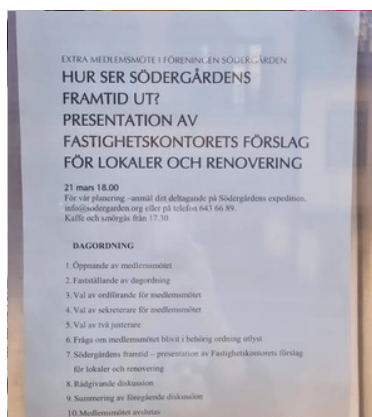 EXTRA MEDLEMSMÖTE I FÖRENINGEN SÖDERGÅRDEN
HUR SER SÖDERGÅRDENS
FRAMTID UT?
PRESENTATION AV
FASTIGHETSKONTORETS FÖRSLAG
FÖR LOKALER OCH RENOVERING
21 mars 18.00
För vår planering –anmäl ditt deltagande på Södergårdens expedition,
info@sodergarden.org eller på telefon 643 66 89.
Kaffe och smörgås från 17.30.
DAGORDNING
1. Öppnande av medlemsmötet
2. Fastställande av dagordning
3. Val av ordförande för medlemsmötet
4. Val av sekreterare för medlemsmötet
5. Val av två justerare
6. Fråga om medlemsmötet blivit i behörig ordning utlyst
7. Södergårdens framtid – presentation av Fastighetskontorets förslag
för lokaler och renovering
8. Rådgivande diskussion
9. Summering av föregående diskussion
10. Medlemsmötet avslutas